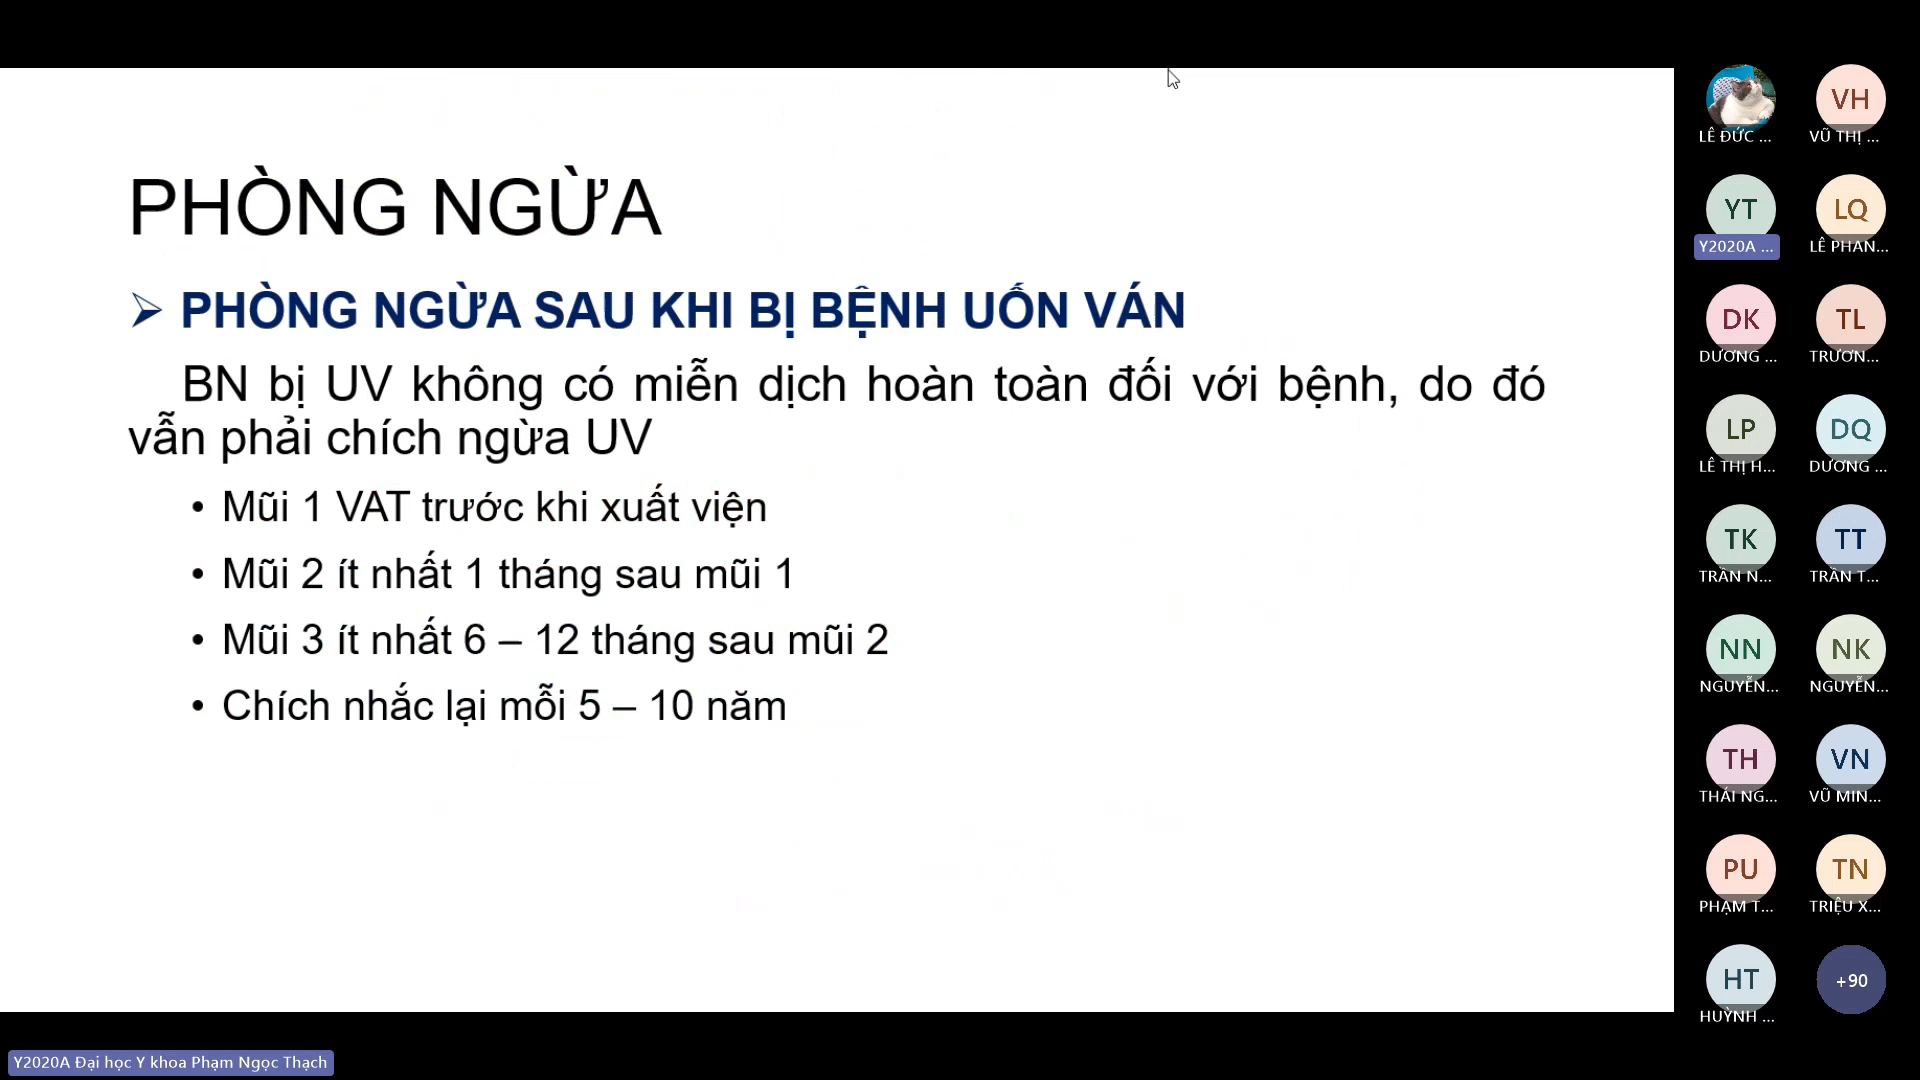 PHÒNG NGỪA
PHÒNG NGỪA SAU KHI BỊ BỆNH UỐN VÁN
BN bị UV không có miễn dịch hoàn toàn đối với bệnh, do đó
vẫn phải chích ngừa UV
• Mũi 1 VAT trước khi xuất viện
• Mũi 2 ít nhất 1 tháng sau mũi 1
• Mũi 3 ít nhất 6 – 12 tháng sau mũi 2
• Chích nhắc lại mỗi 5 – 10 năm
LÊ ĐỨC ...
VH
VŨ THỊ ...
YT
Y2020A ...
LQ
LÊ PHAN...
DK
DƯƠNG ...
TL
TRƯƠN...
LP
LÊ THỊ H...
DQ
DƯƠNG ...
TK
TRẦN N...
TT
TRẦN T...
NN
NGUYỄN...
NK
NGUYỄN...
TH
THÁI NG...
VN
VŨ MIN...
PU
PHẠM T...
TN
TRIỆU X...
HT
HUỲNH ...
+90
Y2020A Đại học Y khoa Phạm Ngọc Thạch